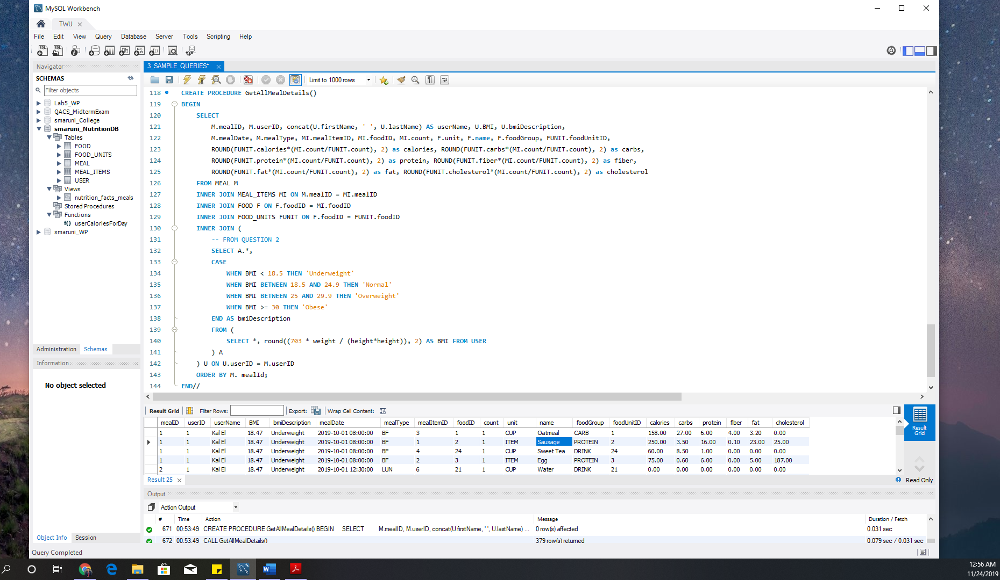 MySQL Workbench
TWU
File Edit View Query Database Server Tools Scripting Help
Navigator
SCHEMAS
Filter objects
Lab5_WP
QACS_MidtermExam
smaruni_College
smaruni_NutritionDB
Tables
FOOD
FOOD_UNITS
MEAL
MEAL_ITEMS
USER
Views
nutrition_facts_meals
Stored Procedures
Functions
f() userCaloriesForDay
smaruni_WP
Administration Schemas
Information
No object selected
Object Info Session
Query Completed
3_SAMPLE_QUERIES*
Limit to 1000 rows
118 CREATE PROCEDURE GetAllMealDetails()
119 BEGIN
120 SELECT
121 M.mealID, M.userID, concat(U.firstName, ' ', U.lastName) AS userName, U.BMI, U.bmiDescription,
122 M.mealDate, M.mealType, MI.mealItemID, MI.foodID, MI.count, F.unit, F.name, F.foodGroup, FUNIT.foodUnitID,
123 ROUND(FUNIT.calories*(MI.count/FUNIT.count), 2) as calories, ROUND(FUNIT.carbs*(MI.count/FUNIT.count), 2) as carbs,
124 ROUND(FUNIT.protein*(MI.count/FUNIT.count), 2) as protein, ROUND(FUNIT.fiber*(MI.count/FUNIT.count), 2) as fiber,
125 ROUND(FUNIT.fat*(MI.count/FUNIT.count), 2) as fat, ROUND(FUNIT.cholesterol*(MI.count/FUNIT.count), 2) as cholesterol
126 FROM MEAL M
127 INNER JOIN MEAL_ITEMS MI ON M.mealID = MI.mealID
128 INNER JOIN FOOD F ON F.foodID = MI.foodID
129 INNER JOIN FOOD_UNITS FUNIT ON F.foodID = FUNIT.foodID
130 INNER JOIN (
131 -- FROM QUESTION 2
132 SELECT A.*,
133 CASE
134 WHEN BMI < 18.5 THEN 'Underweight'
135 WHEN BMI BETWEEN 18.5 AND 24.9 THEN 'Normal'
136 WHEN BMI BETWEEN 25 AND 29.9 THEN 'Overweight'
137 WHEN BMI >= 30 THEN 'Obese'
138 END AS bmiDescription
139 FROM (
140 SELECT *, round((703 * weight / (height*height)), 2) AS BMI FROM USER
141 ) A
142 ) U ON U.userID = M.userID
143 ORDER BY M. mealId;
144 END//
Result Grid Filter Rows: Export: Wrap Cell Content:
mealID userID userName BMI bmiDescription mealDate mealType mealItemID foodID count unit name foodGroup foodUnitID calories carbs protein fiber fat cholesterol
1 1 Kal El 18.47 Underweight 2019-10-01 08:00:00 BF 3 1 1 CUP Oatmeal CARB 1 158.00 27.00 6.00 4.00 3.20 0.00
1 1 Kal El 18.47 Underweight 2019-10-01 08:00:00 BF 1 2 1 ITEM Sausage PROTEIN 2 250.00 3.50 16.00 0.10 23.00 25.00
1 1 Kal El 18.47 Underweight 2019-10-01 08:00:00 BF 4 24 1 CUP Sweet Tea DRINK 24 60.00 8.50 1.00 0.00 0.00 0.00
1 1 Kal El 18.47 Underweight 2019-10-01 08:00:00 BF 2 3 1 ITEM Egg PROTEIN 3 75.00 0.60 6.00 0.00 5.00 187.00
2 1 Kal El 18.47 Underweight 2019-10-01 12:30:00 LUN 6 21 1 CUP Water DRINK 21 0.00 0.00 0.00 0.00 0.00 0.00
Result Grid
Result 25
Read Only
Output
Action Output
# Time Action Message Duration / Fetch
671 00:53:49 CREATE PROCEDURE GetAllMealDetails() BEGIN SELECT M.mealID, M.userID, concat(U.firstName, ' ', U.lastName) ... 0 row(s) affected 0.031 sec
672 00:53:49 CALL GetAllMealDetails() 379 row(s) returned 0.079 sec / 0.031 sec
12:56 AM
11/24/2019